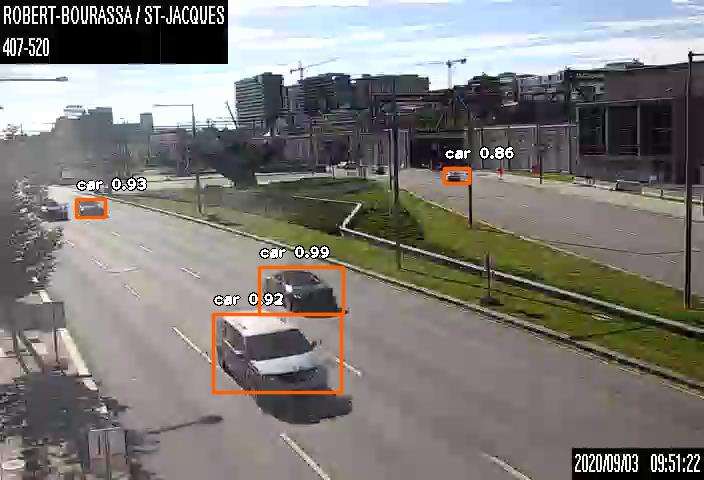 ROBERT-BOURASSA / ST-JACQUES
407-520
car 0.86
car 0.93
car 0.99
car 0.92
2020/09/03 09:51:22